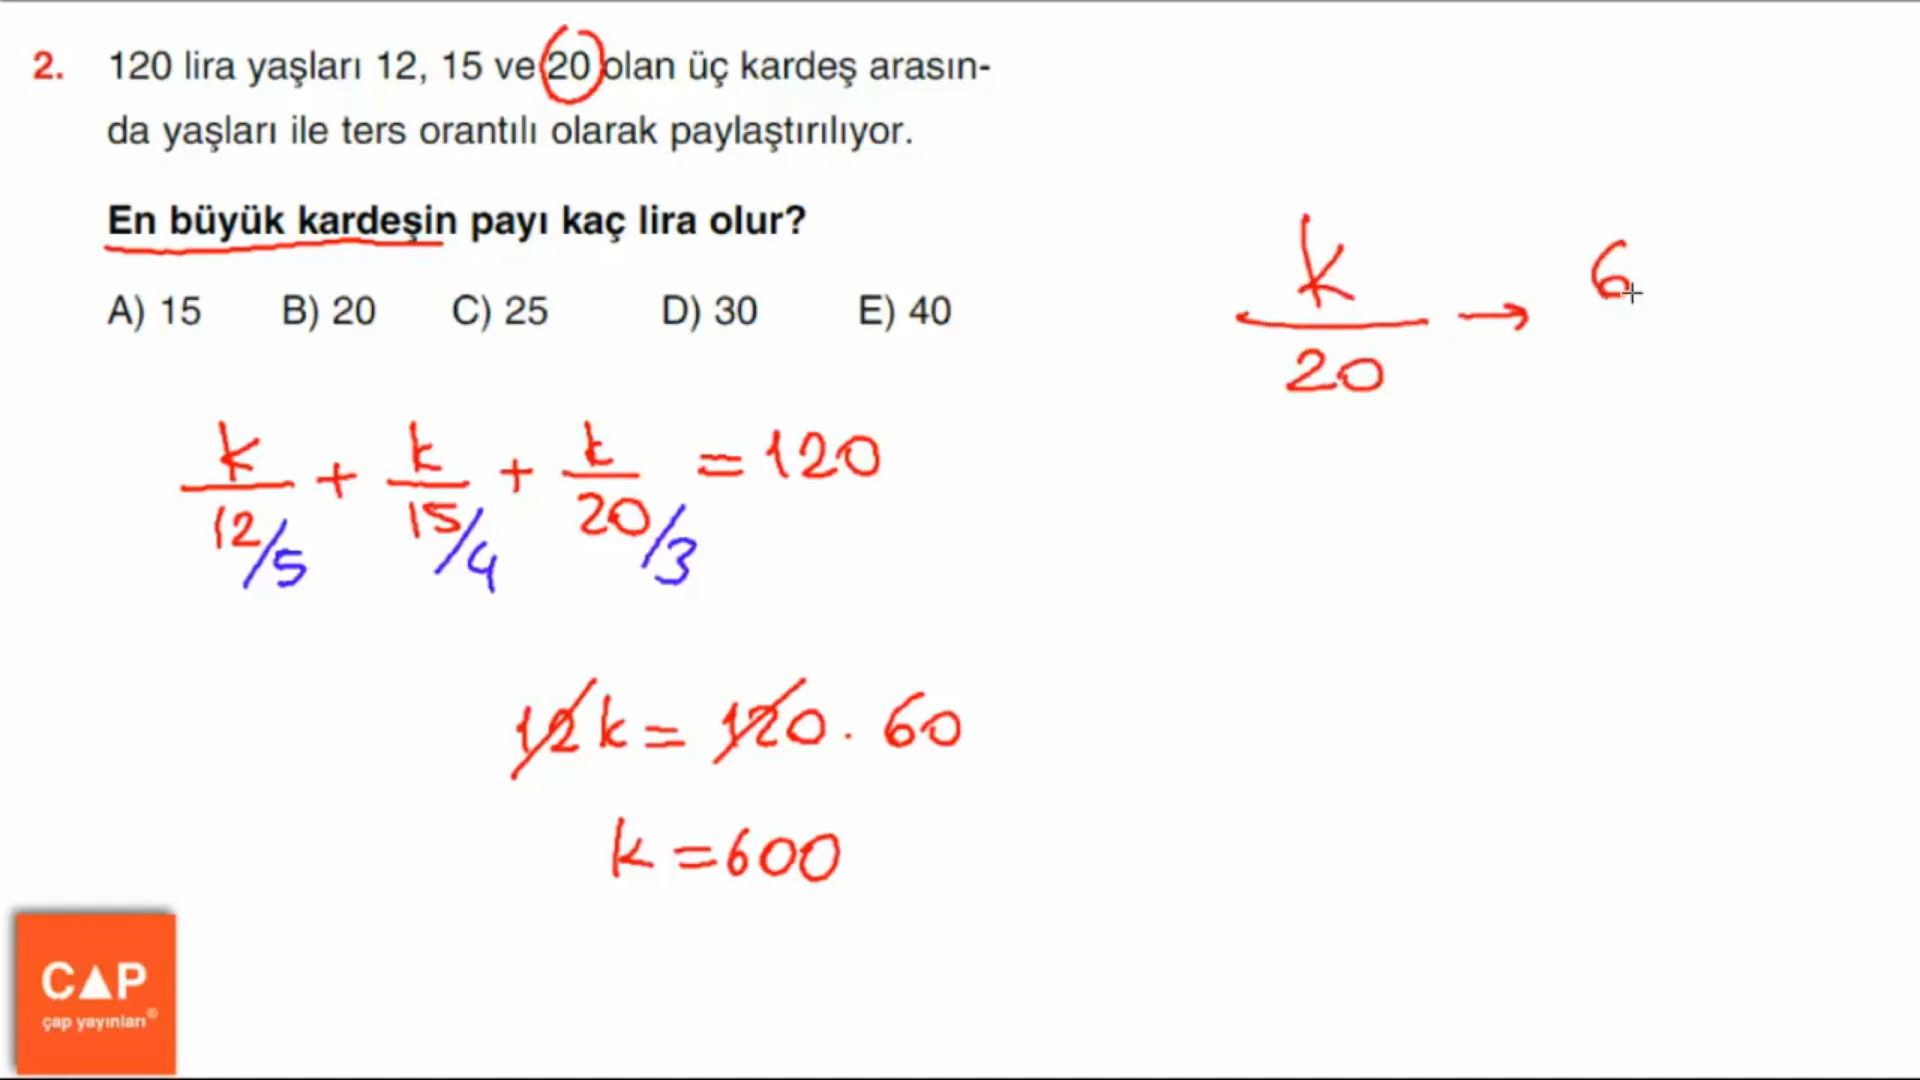 2. 120 lira yaşları 12, 15 ve 20 olan üç kardeş arasın-
da yaşları ile ters orantılı olarak paylaştırılıyor.
En büyük kardeşin payı kaç lira olur?
A) 15 B) 20 C) 25 D) 30 E) 40
k/20 → 6
k/12 + k/15 + k/20 = 120
/5 /4 /3
12k = 120 . 60
k = 600
CAP
çap yayınları®